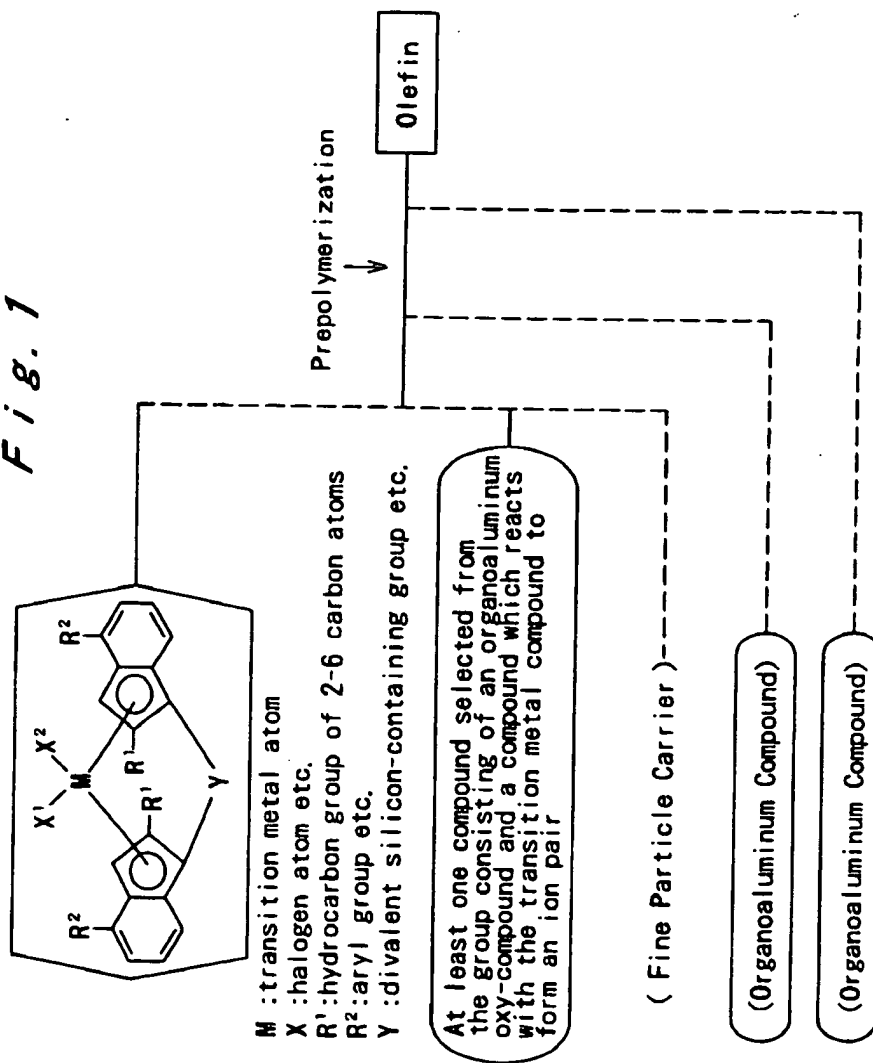 Fig. 1
R²
X¹
X²
M
R¹
R¹
R²
Y
M :transition metal atom
X :halogen atom etc.
R¹:hydrocarbon group of 2-6 carbon atoms
R²:aryl group etc.
Y :divalent silicon-containing group etc.
At least one compound selected from
the group consisting of an organoaluminum
oxy-compound and a compound which reacts
with the transition metal compound to
form an ion pair
(Fine Particle Carrier)
(Organoaluminum Compound)
(Organoaluminum Compound)
Prepolymerization
Olefin